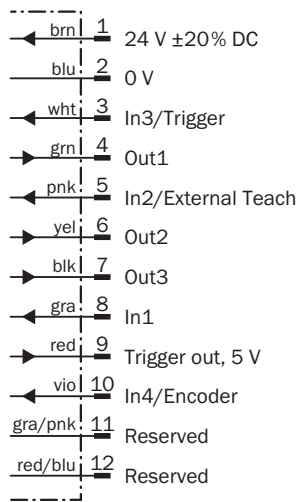 brn 1 24 V ±20% DC
blu 2 0 V
wht 3 In3/Trigger
grn 4 Out1
pnk 5 In2/External Teach
yel 6 Out2
blk 7 Out3
gra 8 In1
red 9 Trigger out, 5 V
vio 10 In4/Encoder
gra/pnk 11 Reserved
red/blu 12 Reserved